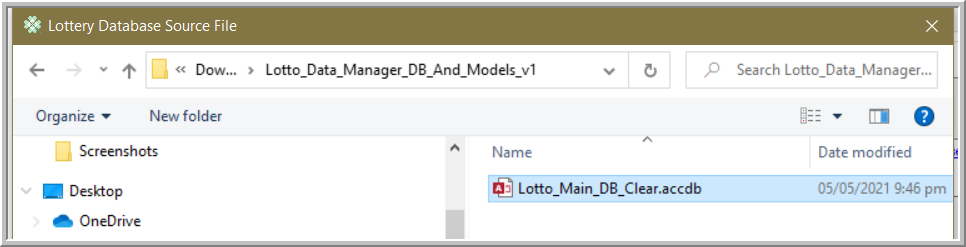 Lottery Database Source File
« Dow... > Lotto_Data_Manager_DB_And_Models_v1
Search Lotto_Data_Manager...
Organize
New folder
Screenshots
Desktop
OneDrive
Name
Date modified
Lotto_Main_DB_Clear.accdb
05/05/2021 9:46 pm